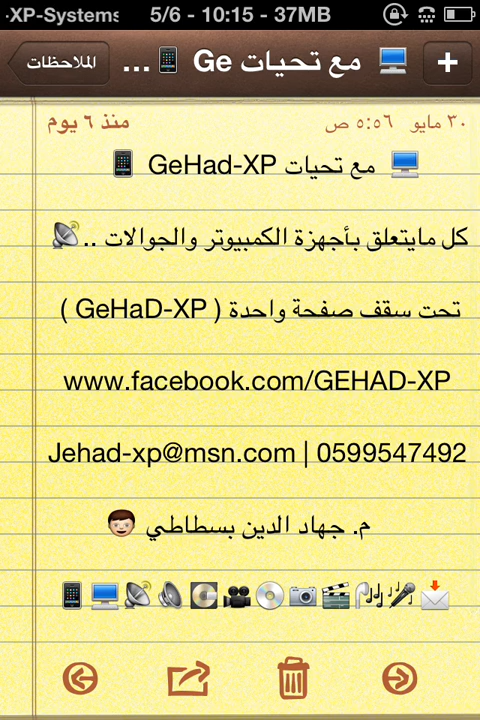 -XP-Systems 5/6 - 10:15 - 37MB
الملاحظات 💻 مع تحيات Ge 📱... +
٣٠ مايو ٥:٥٦ ص منذ ٦ يوم
💻 مع تحيات GeHad-XP 📱
كل مايتعلق بأجهزة الكمبيوتر والجوالات ..📡
تحت سقف صفحة واحدة ( GeHaD-XP )
www.facebook.com/GEHAD-XP
Jehad-xp@msn.com | 0599547492
م. جهاد الدين بسطاطي 👦